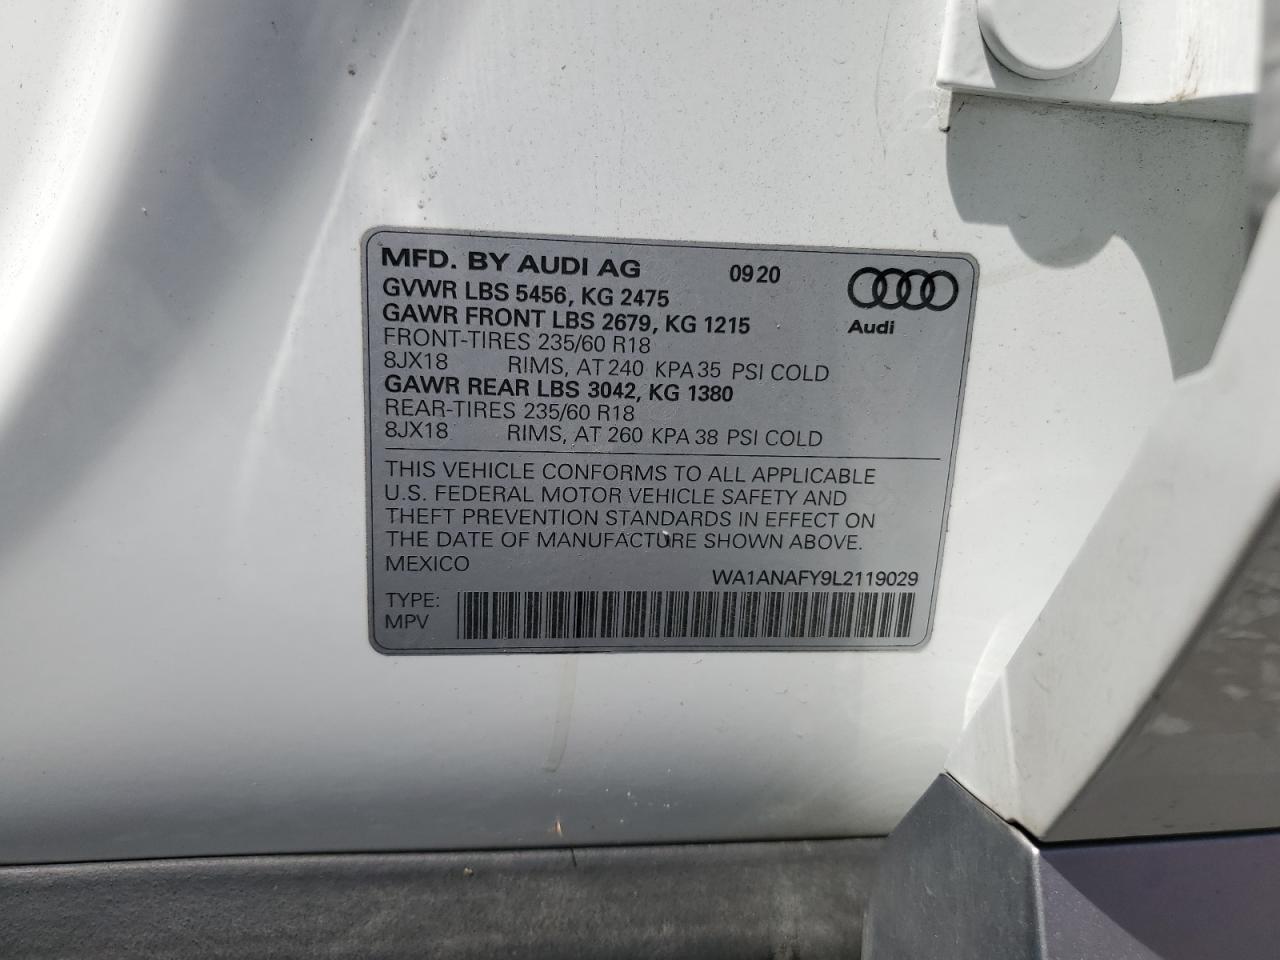 MFD. BY AUDI AG 0920
GVWR LBS 5456, KG 2475
GAWR FRONT LBS 2679, KG 1215
Audi
FRONT-TIRES 235/60 R18
8JX18 RIMS, AT 240 KPA 35 PSI COLD
GAWR REAR LBS 3042, KG 1380
REAR-TIRES 235/60 R18
8JX18 RIMS, AT 260 KPA 38 PSI COLD
THIS VEHICLE CONFORMS TO ALL APPLICABLE
U.S. FEDERAL MOTOR VEHICLE SAFETY AND
THEFT PREVENTION STANDARDS IN EFFECT ON
THE DATE OF MANUFACTURE SHOWN ABOVE.
MEXICO
WA1ANAFY9L2119029
TYPE:
MPV